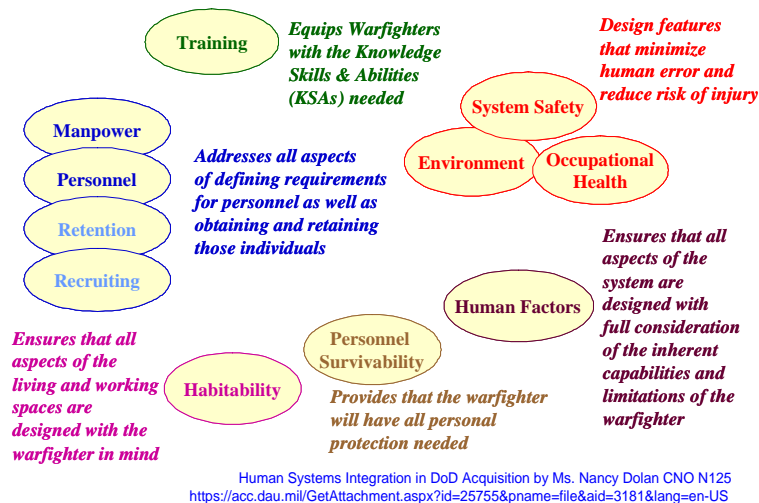 Training
Equips Warfighters
with the Knowledge
Skills & Abilities
(KSAs) needed
Design features
that minimize
human error and
reduce risk of injury
System Safety
Environment
Occupational
Health
Manpower
Personnel
Retention
Recruiting
Addresses all aspects
of defining requirements
for personnel as well as
obtaining and retaining
those individuals
Ensures that all
aspects of the
system are
designed with
full consideration
of the inherent
capabilities and
limitations of the
warfighter
Human Factors
Personnel
Survivability
Provides that the warfighter
will have all personal
protection needed
Habitability
Ensures that all
aspects of the
living and working
spaces are
designed with the
warfighter in mind
Human Systems Integration in DoD Acquisition by Ms. Nancy Dolan CNO N125
https://acc.dau.mil/GetAttachment.aspx?id=25755&pname=file&aid=3181&lang=en-US